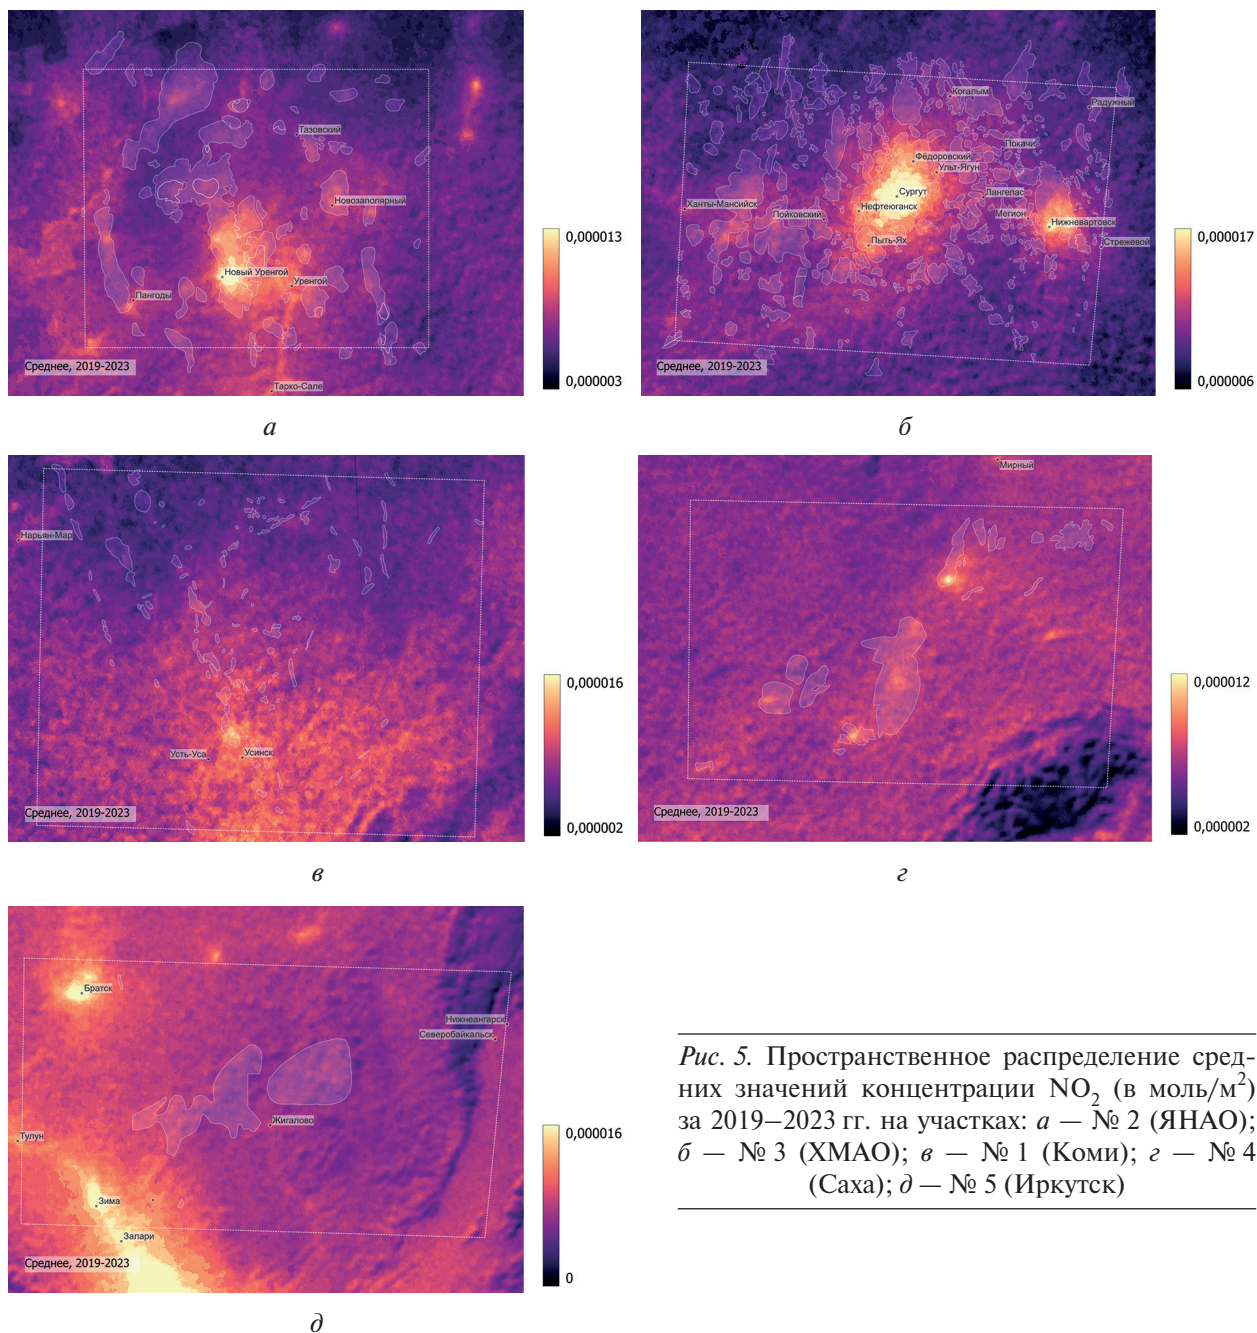 Тазовский
Новозаполярный
Новый Уренгой
Уренгой
Пангоды
Среднее, 2019-2023
Тарко-Сале
0,000013
0,000003
а
Когалым
Радужный
Покачи
Фёдоровский
Ульт-Ягун
Сургут
Лангепас
Ханты-Мансийск
Нефтеюганск
Пойковский
Мегион
Нижневартовск
Пыть-Ях
Стрежевой
Среднее, 2019-2023
0,000017
0,000006
б
Нарьян-Мар
Усть-Уса
Усинск
Среднее, 2019-2023
0,000016
0,000002
в
Мирный
Среднее, 2019-2023
0,000012
0,000002
г
Братск
Нижнеангарск
Северобайкальск
Жигалово
Тулун
Зима
Залари
Среднее, 2019-2023
0,000016
0
д
Рис. 5. Пространственное распределение сред-
них значений концентрации NO₂ (в моль/м²)
за 2019–2023 гг. на участках: а — № 2 (ЯНАО);
б — № 3 (ХМАО); в — № 1 (Коми); г — № 4
(Саха); д — № 5 (Иркутск)